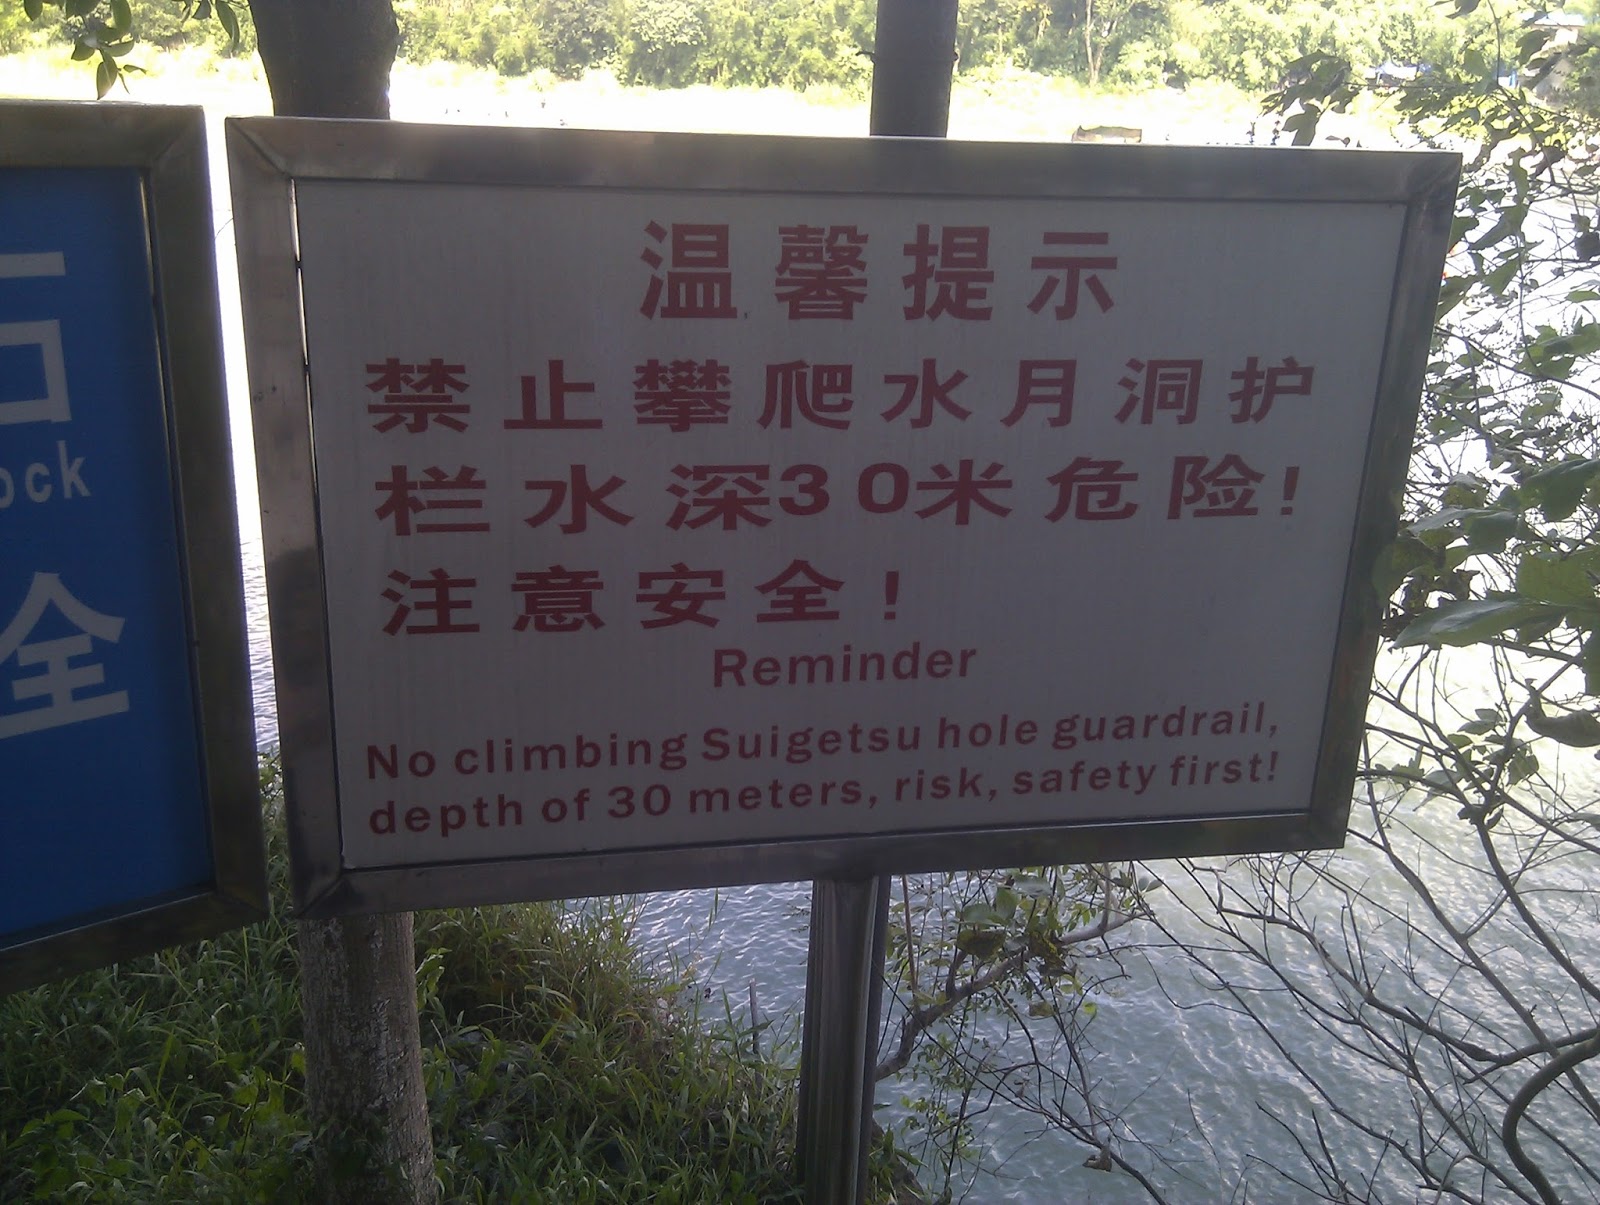 温馨提示
禁止攀爬水月洞护
栏水深30米危险!
注意安全!
Reminder
No climbing Suigetsu hole guardrail,
depth of 30 meters, risk, safety first!
全